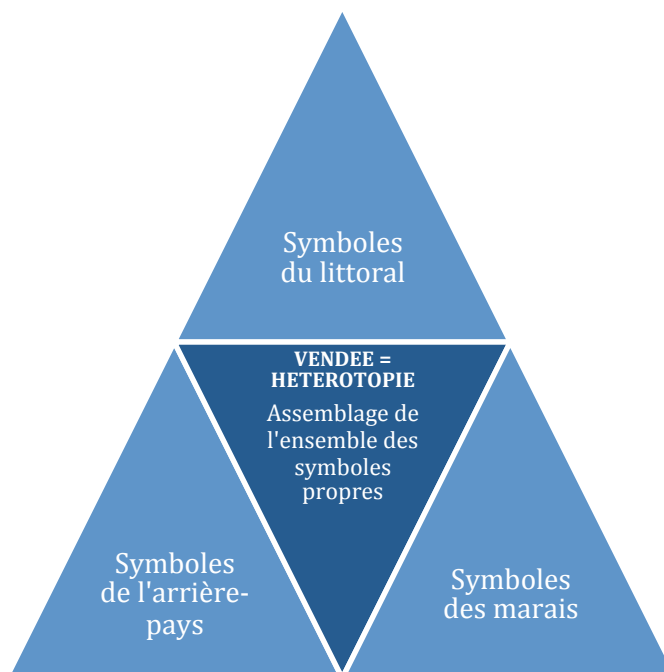 Symboles
du littoral
VENDEE =
HETEROTOPIE
Assemblage de
l'ensemble des
symboles
propres
Symboles
de l'arrière-
pays
Symboles
des marais